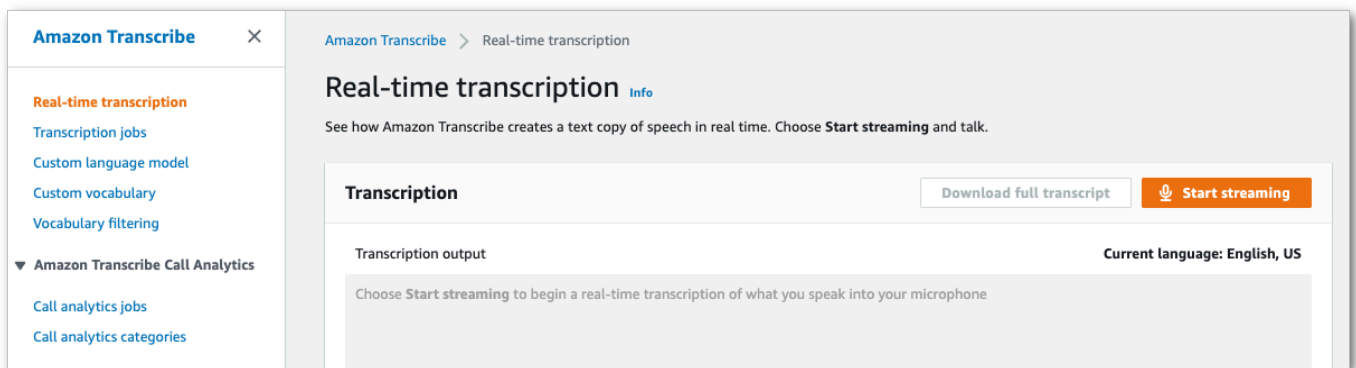 Amazon Transcribe
Real-time transcription
Transcription jobs
Custom language model
Custom vocabulary
Vocabulary filtering
Amazon Transcribe Call Analytics
Call analytics jobs
Call analytics categories
Amazon Transcribe > Real-time transcription
Real-time transcription Info
See how Amazon Transcribe creates a text copy of speech in real time. Choose Start streaming and talk.
Transcription
Download full transcript
Start streaming
Transcription output
Current language: English, US
Choose Start streaming to begin a real-time transcription of what you speak into your microphone